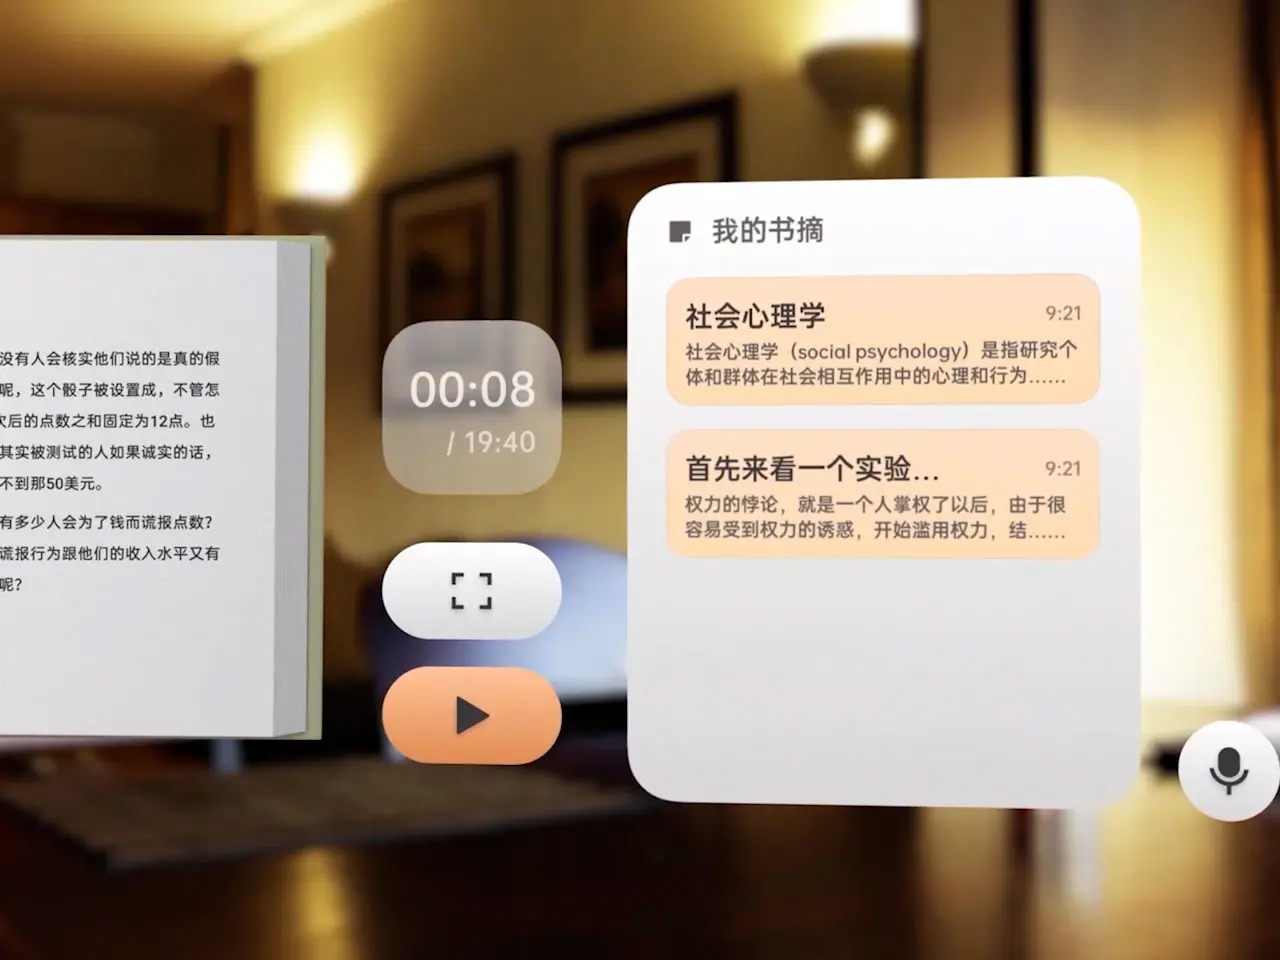 没有人会核实他们说的是真的假
呢，这个骰子被设置成，不管怎
次后的点数之和固定为12点。也
其实被测试的人如果诚实的话，
不到那50美元。
有多少人会为了钱而谎报点数？
谎报行为跟他们的收入水平又有
呢？
00:08
/ 19:40
我的书摘
社会心理学 9:21
社会心理学（social psychology）是指研究个
体和群体在社会相互作用中的心理和行为......
首先来看一个实验... 9:21
权力的悖论，就是一个人掌权了以后，由于很
容易受到权力的诱惑，开始滥用权力，结......